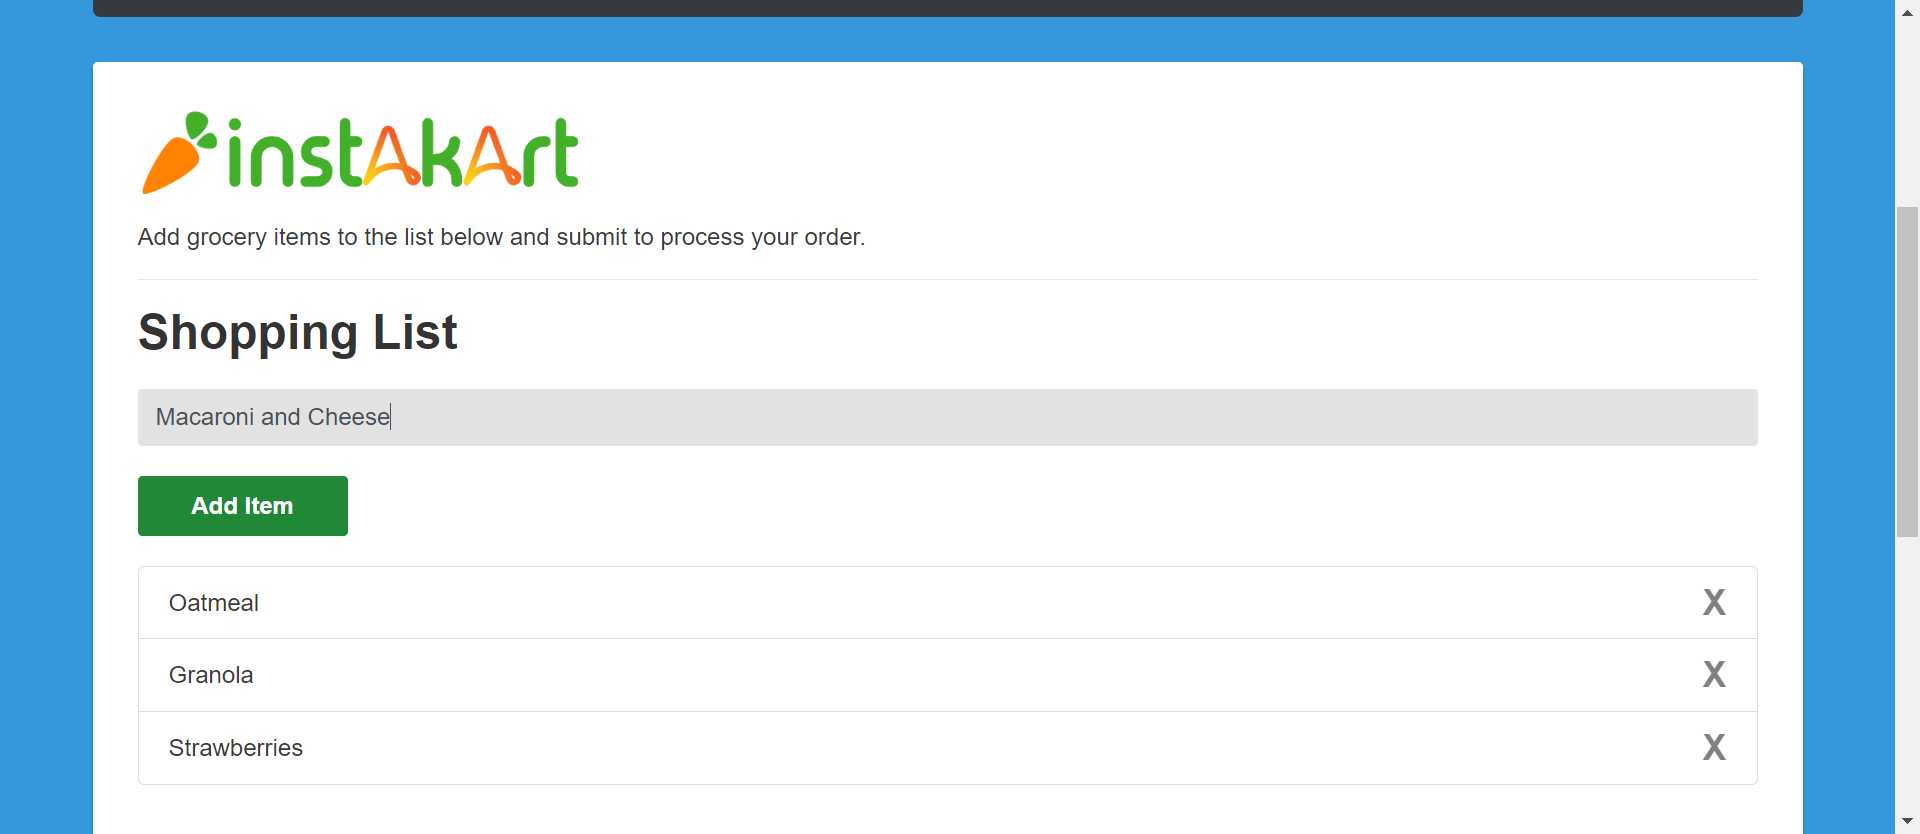 instAkArt
Add grocery items to the list below and submit to process your order.
Shopping List
Macaroni and Cheese
Add Item
Oatmeal X
Granola X
Strawberries X